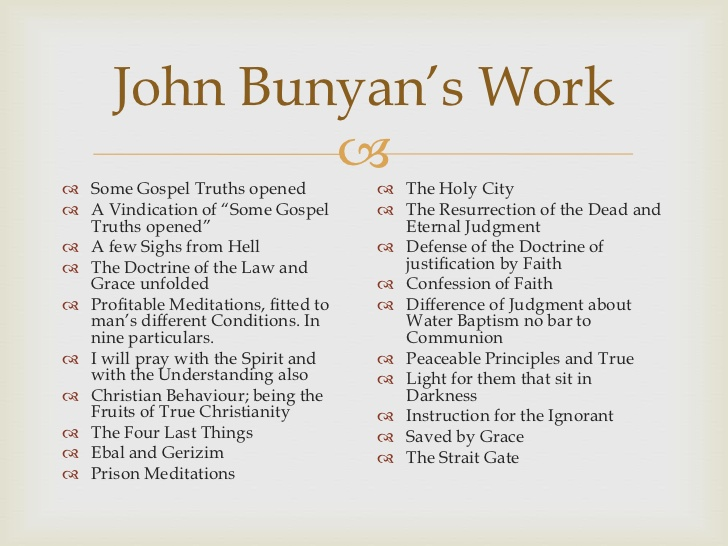 John Bunyan’s Work
Some Gospel Truths opened
A Vindication of “Some Gospel
Truths opened”
A few Sighs from Hell
The Doctrine of the Law and
Grace unfolded
Profitable Meditations, fitted to
man’s different Conditions. In
nine particulars.
I will pray with the Spirit and
with the Understanding also
Christian Behaviour; being the
Fruits of True Christianity
The Four Last Things
Ebal and Gerizim
Prison Meditations
The Holy City
The Resurrection of the Dead and
Eternal Judgment
Defense of the Doctrine of
justification by Faith
Confession of Faith
Difference of Judgment about
Water Baptism no bar to
Communion
Peaceable Principles and True
Light for them that sit in
Darkness
Instruction for the Ignorant
Saved by Grace
The Strait Gate